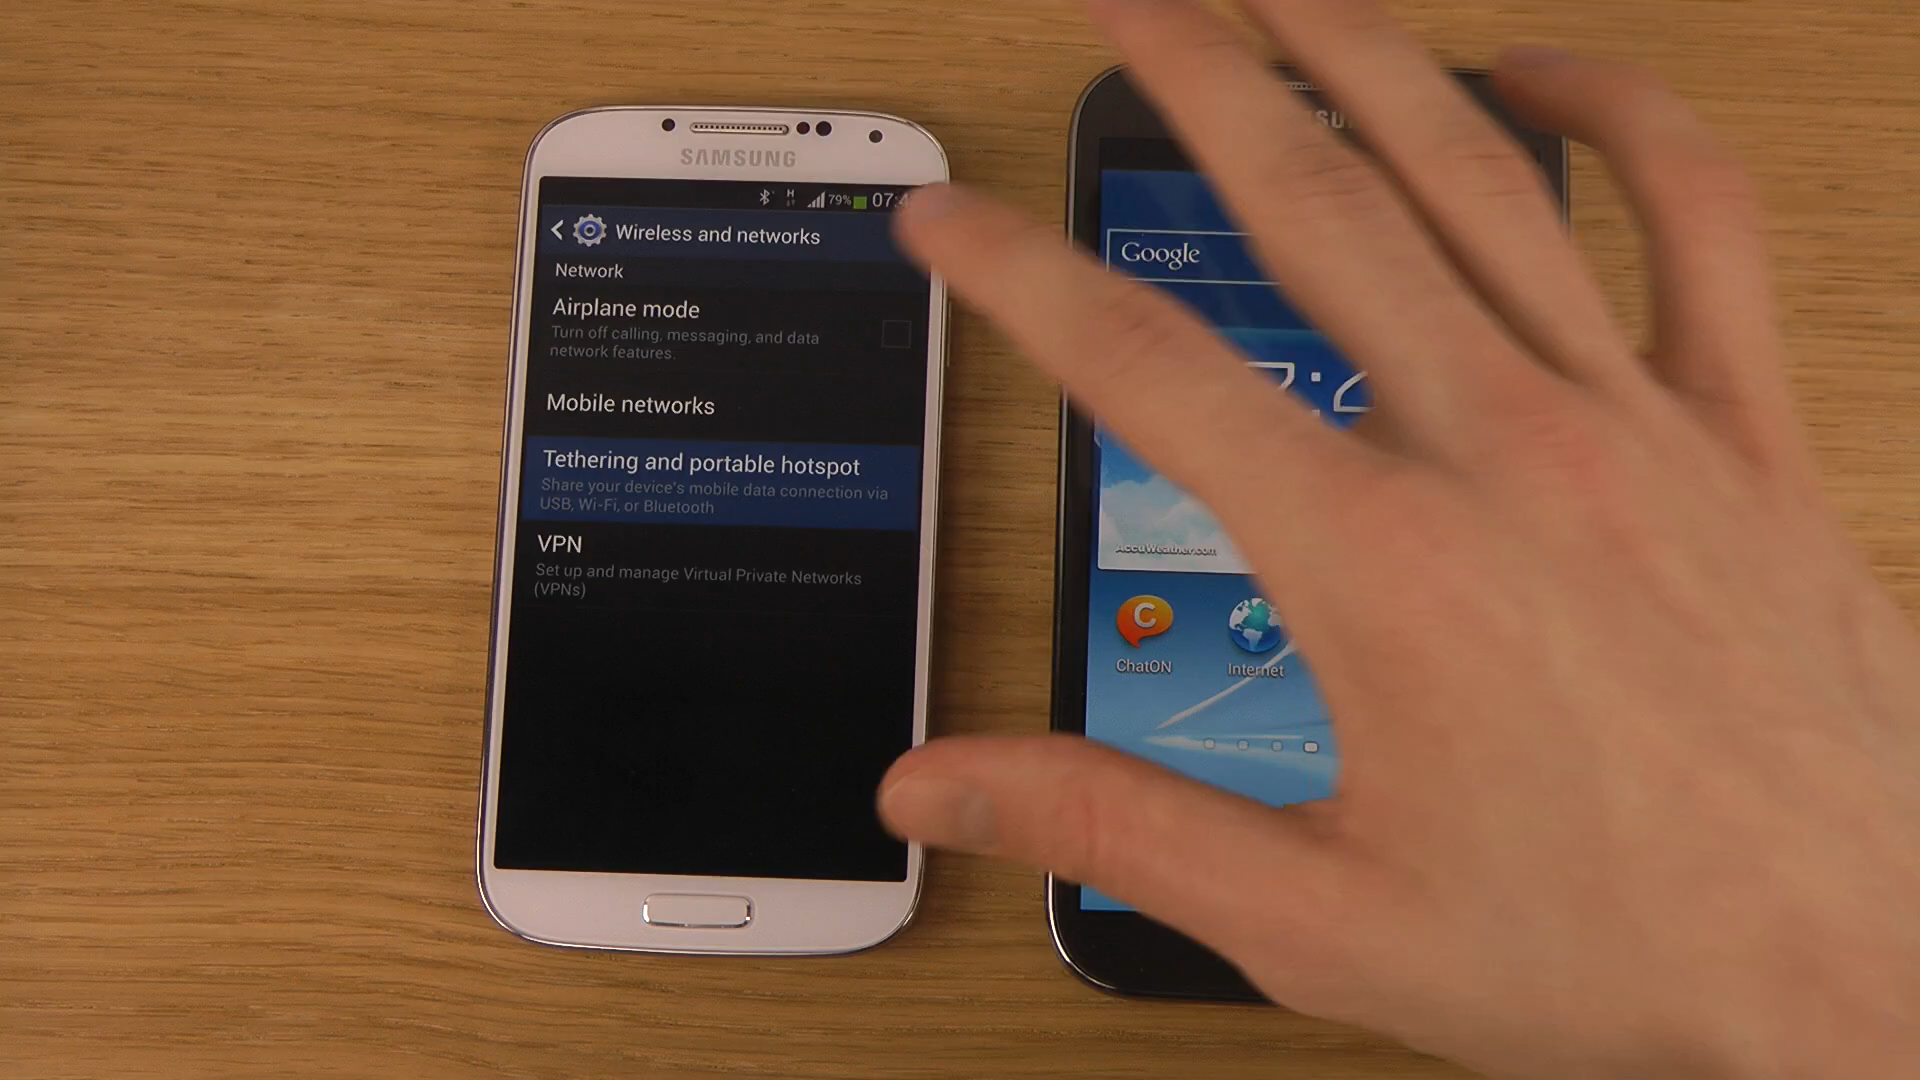 SAMSUNG
H 79%
Wireless and networks
Network
Airplane mode
Turn off calling, messaging, and data
network features.
Mobile networks
Tethering and portable hotspot
Share your device's mobile data connection via
USB, Wi-Fi, or Bluetooth
VPN
Set up and manage Virtual Private Networks
(VPNs)
Google
AccuWeather.com
C
ChatON
Internet